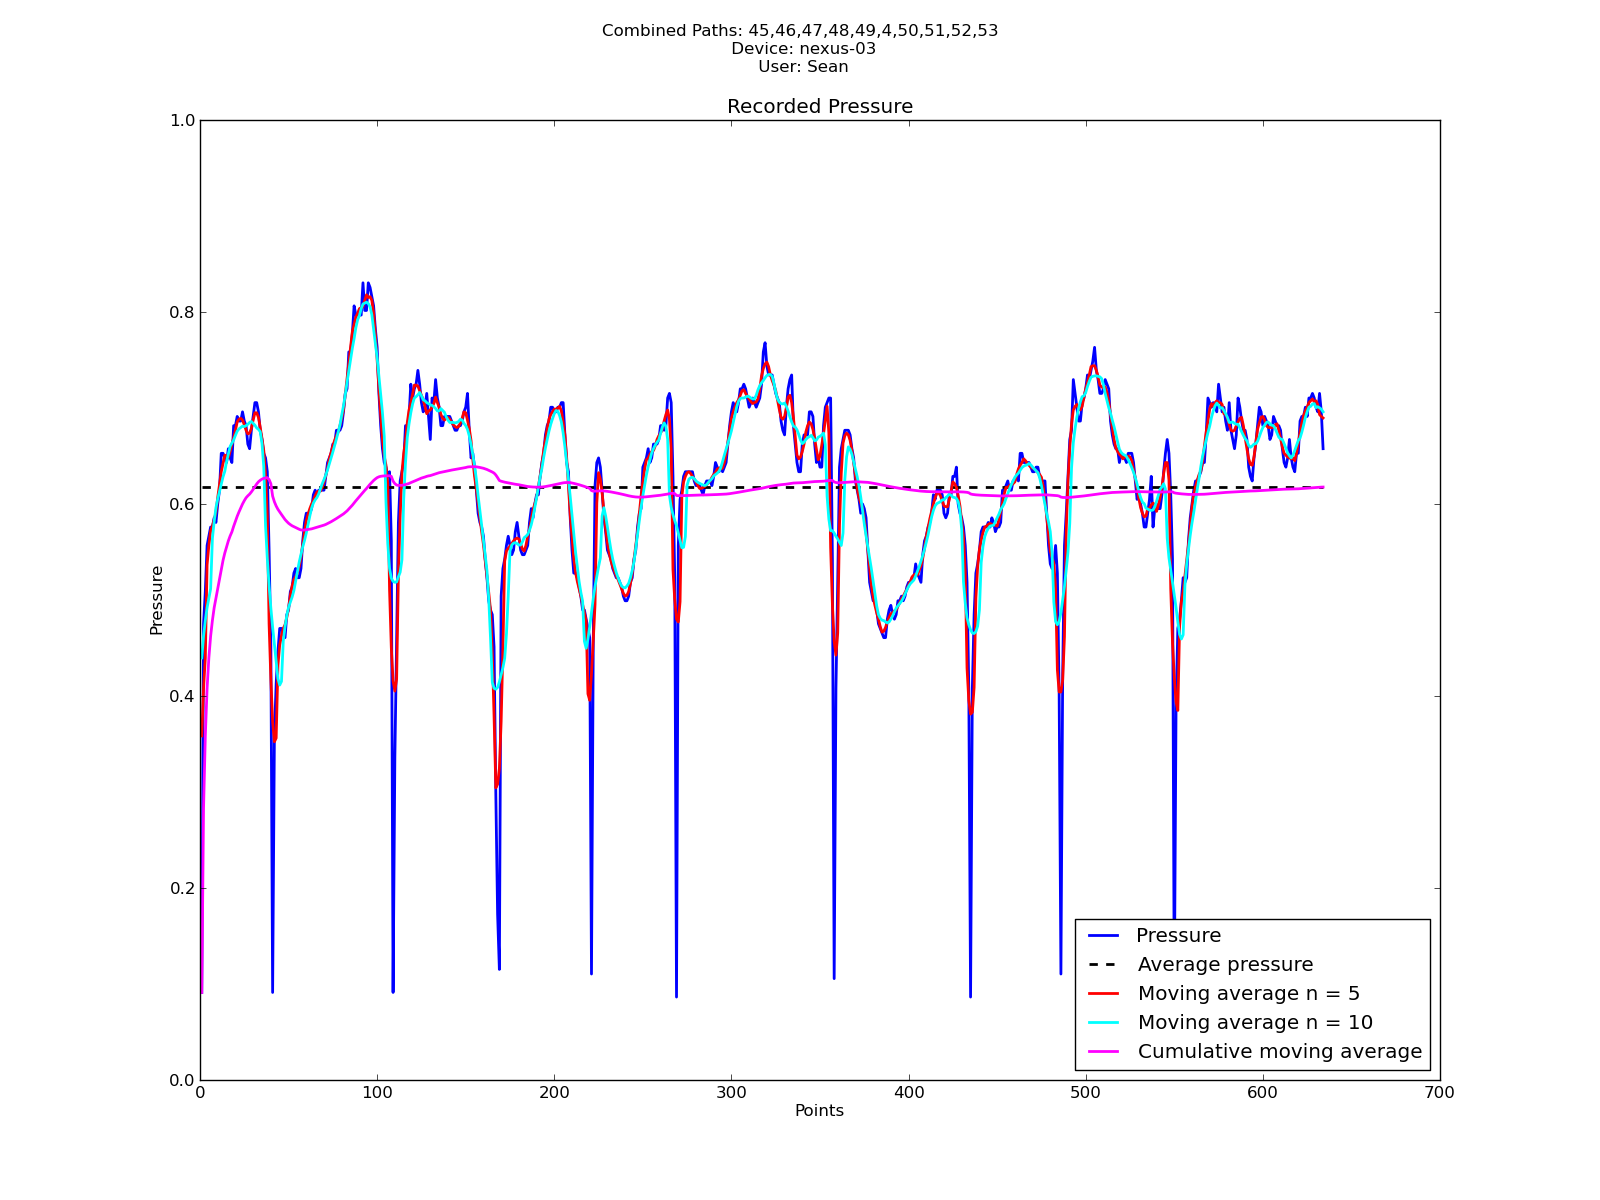 Combined Paths: 45,46,47,48,49,4,50,51,52,53
Device: nexus-03
User: Sean
Recorded Pressure
1.0
0.8
0.6
0.4
0.2
0.0
Pressure
0 100 200 300 400 500 600 700
Points
Pressure
Average pressure
Moving average n = 5
Moving average n = 10
Cumulative moving average